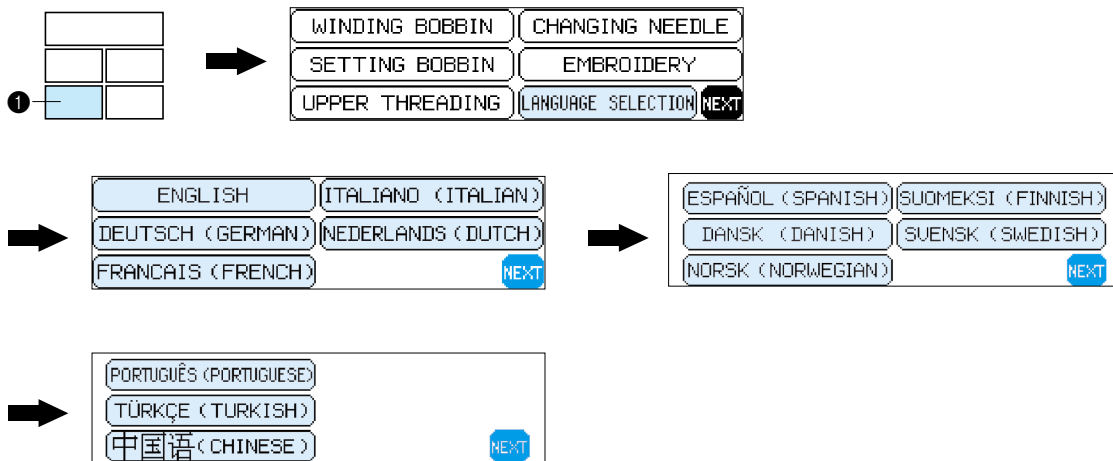 WINDING BOBBIN CHANGING NEEDLE
SETTING BOBBIN EMBROIDERY
❶ UPPER THREADING LANGUAGE SELECTION NEXT
ENGLISH ITALIANO (ITALIAN)
DEUTSCH (GERMAN) NEDERLANDS (DUTCH)
FRANCAIS (FRENCH) NEXT
ESPAÑOL (SPANISH) SUOMEKSI (FINNISH)
DANSK (DANISH) SVENSK (SWEDISH)
NORSK (NORWEGIAN) NEXT
PORTUGUÊS (PORTUGUESE)
TÜRKÇE (TURKISH)
中国语 (CHINESE) NEXT